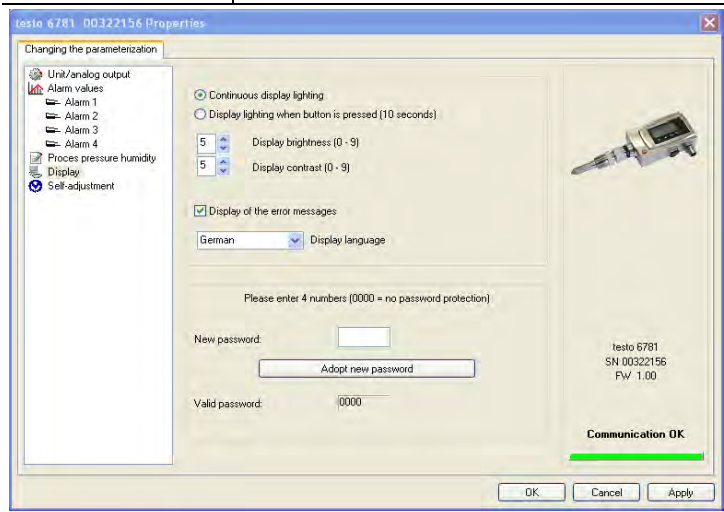 testo 6781 00322156 Properties
Changing the parameterization
Unit/analog output
Alarm values
Alarm 1
Alarm 2
Alarm 3
Alarm 4
Proces pressure humidity
Display
Self-adjustment
Continuous display lighting
Display lighting when button is pressed (10 seconds)
5 Display brightness (0 - 9)
5 Display contrast (0 - 9)
Display of the error messages
German Display language
Please enter 4 numbers (0000 = no password protection)
New password:
Adopt new password
Valid password: 0000
testo 6781
SN 00322156
FW 1.00
Communication OK
OK Cancel Apply